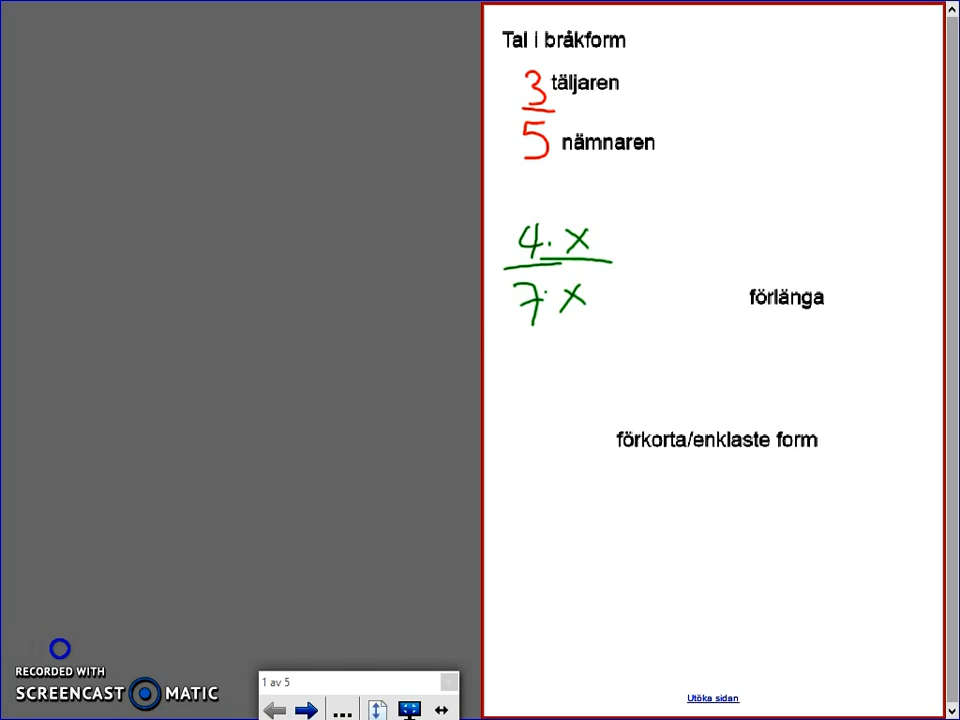 Tal i bråkform
3 täljaren
5 nämnaren
4 · x
7 · x
förlänga
förkorta/enklaste form
RECORDED WITH
SCREENCAST MATIC
1 av 5
...
Utöka sidan